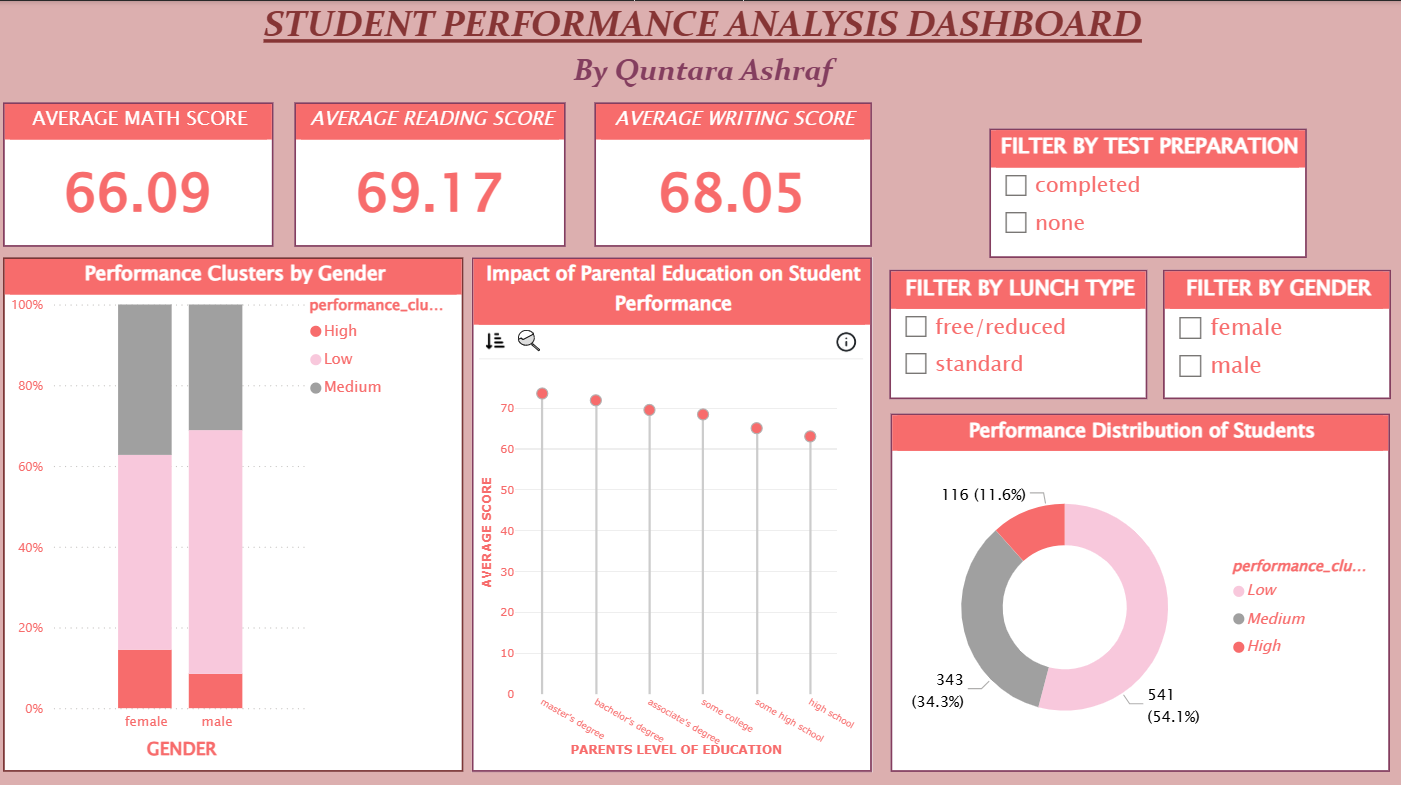 STUDENT PERFORMANCE ANALYSIS DASHBOARD
By Quntara Ashraf
AVERAGE MATH SCORE
66.09
AVERAGE READING SCORE
69.17
AVERAGE WRITING SCORE
68.05
FILTER BY TEST PREPARATION
completed
none
FILTER BY LUNCH TYPE
free/reduced
standard
FILTER BY GENDER
female
male
Performance Clusters by Gender
performance_clu...
High
Low
Medium
100%
80%
60%
40%
20%
0%
female
male
GENDER
Impact of Parental Education on Student
Performance
AVERAGE SCORE
70
60
50
40
30
20
10
0
master's degree
bachelor's degree
associate's degree
some college
some high school
high school
PARENTS LEVEL OF EDUCATION
Performance Distribution of Students
116 (11.6%)
343
(34.3%)
541
(54.1%)
performance_clu...
Low
Medium
High